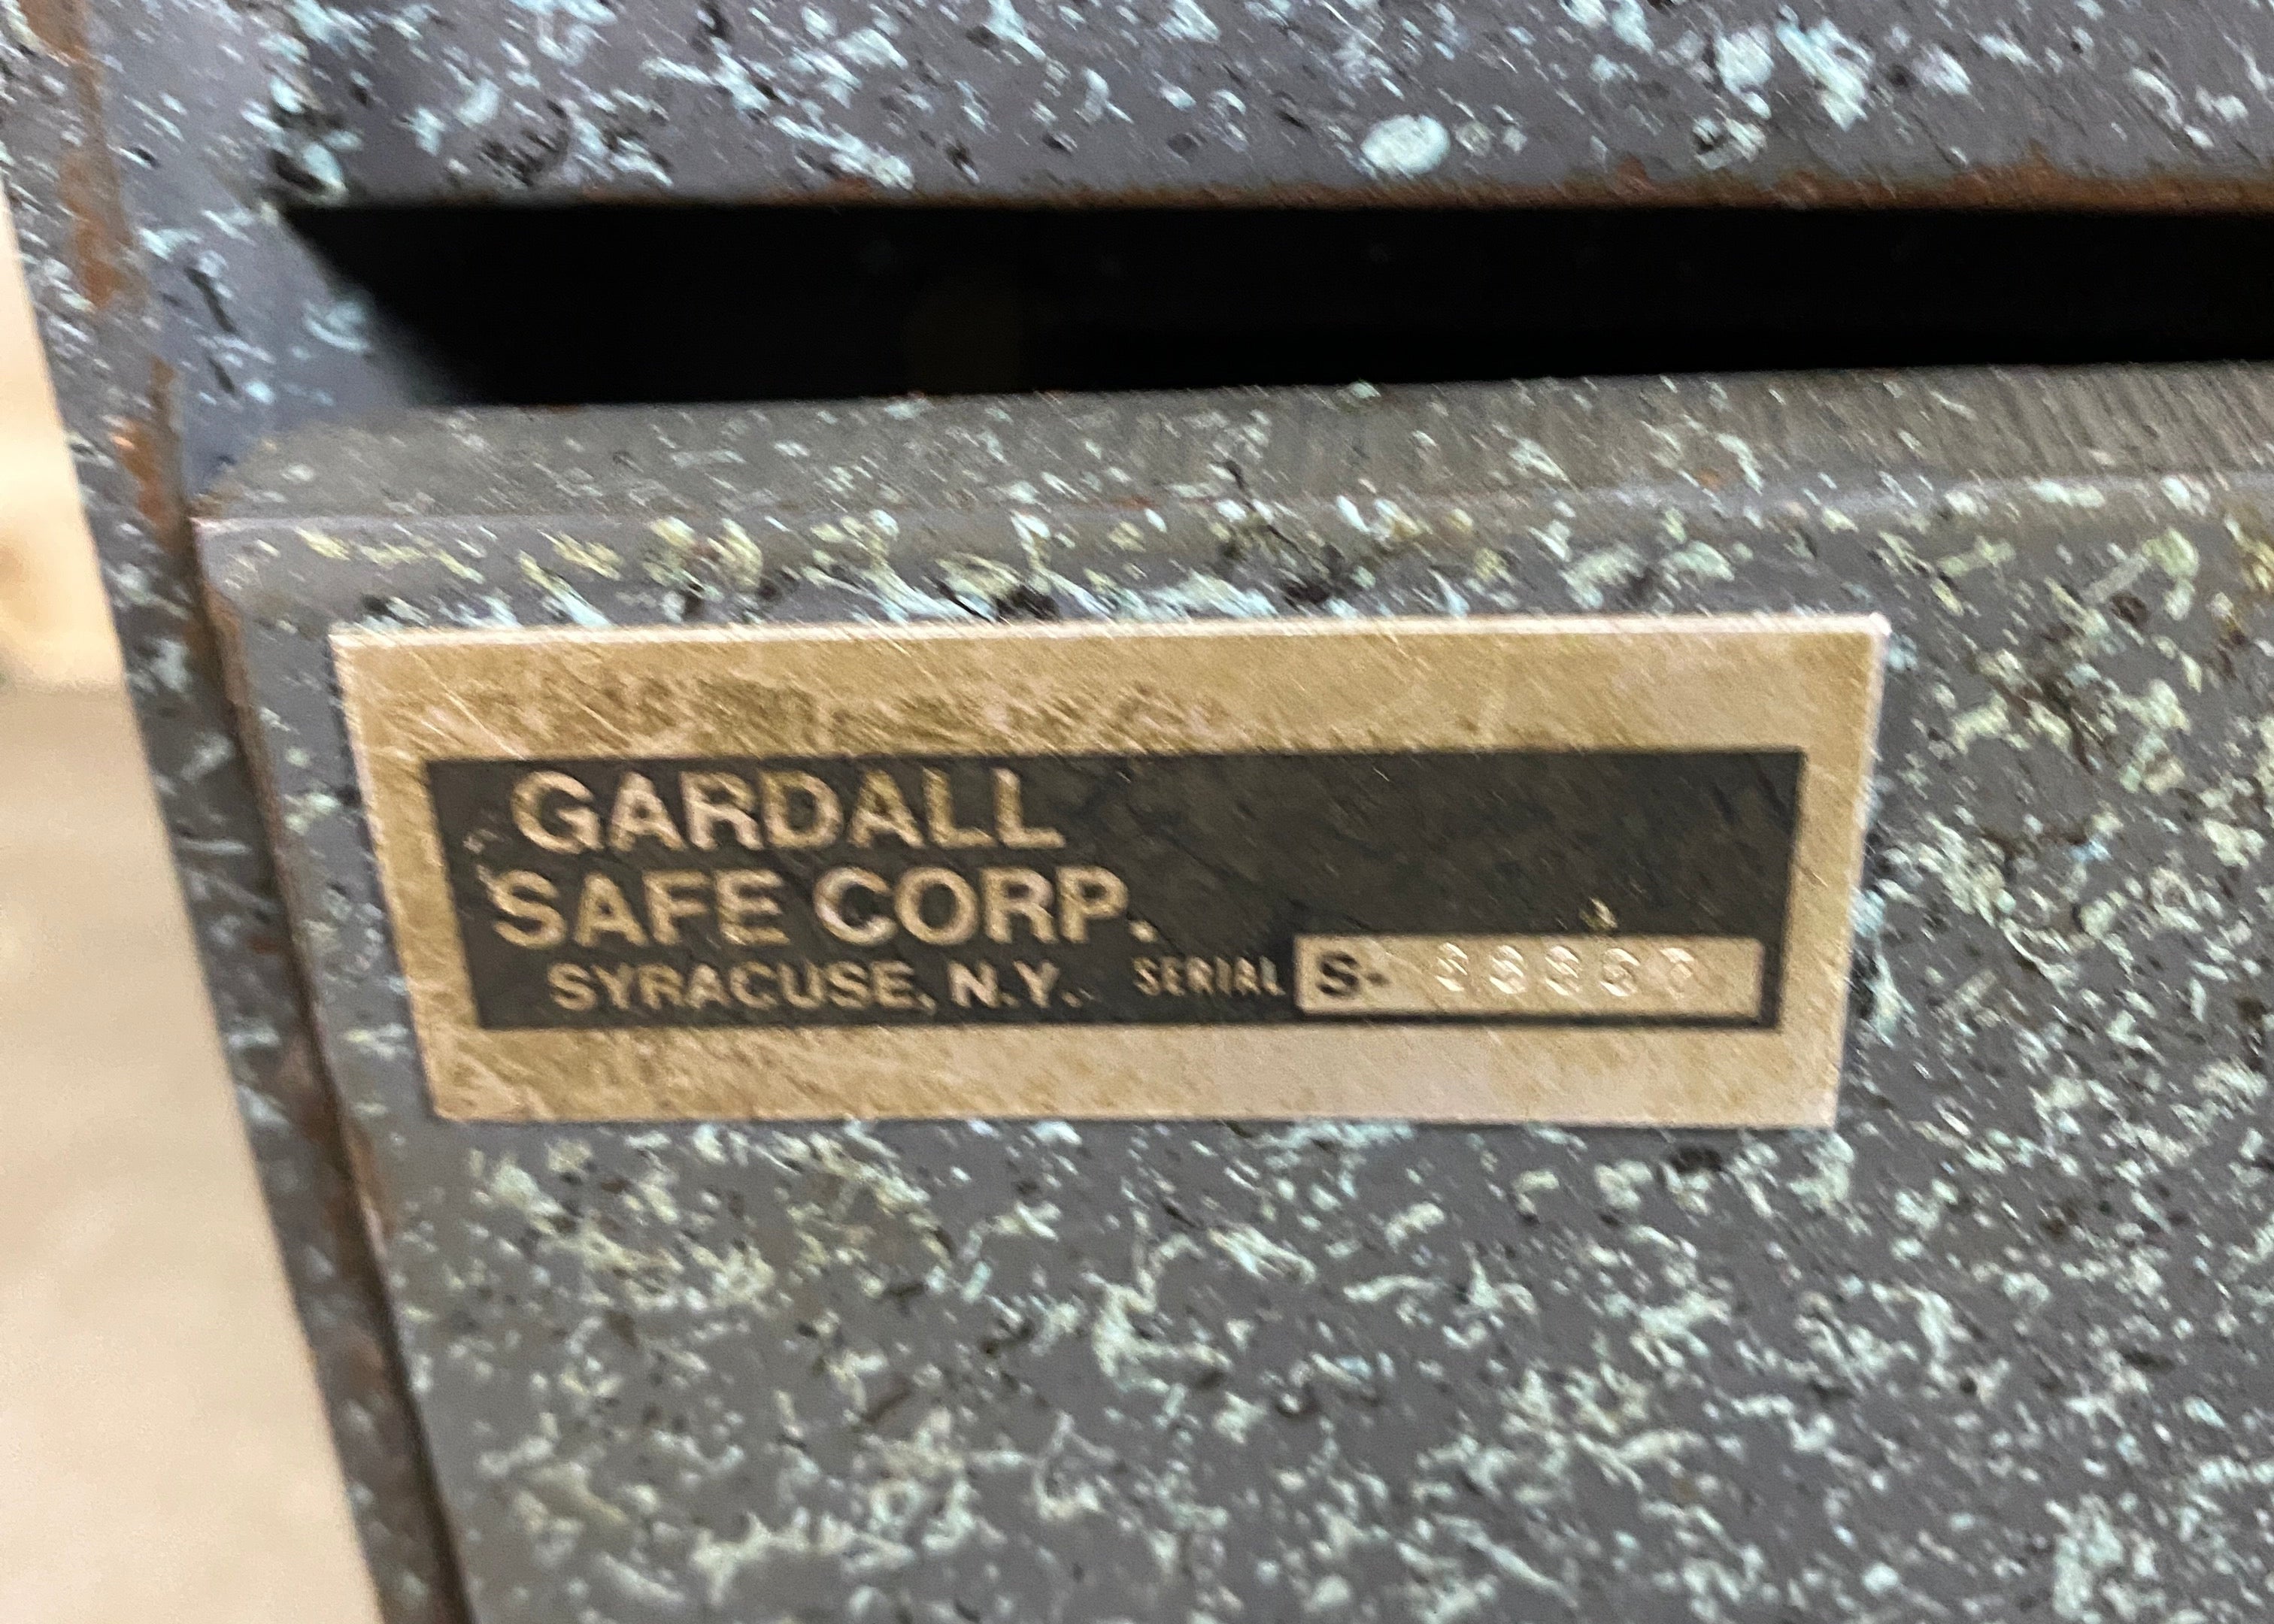 GARDALL
SAFE CORP.
SYRACUSE, N.Y. SERIAL S-